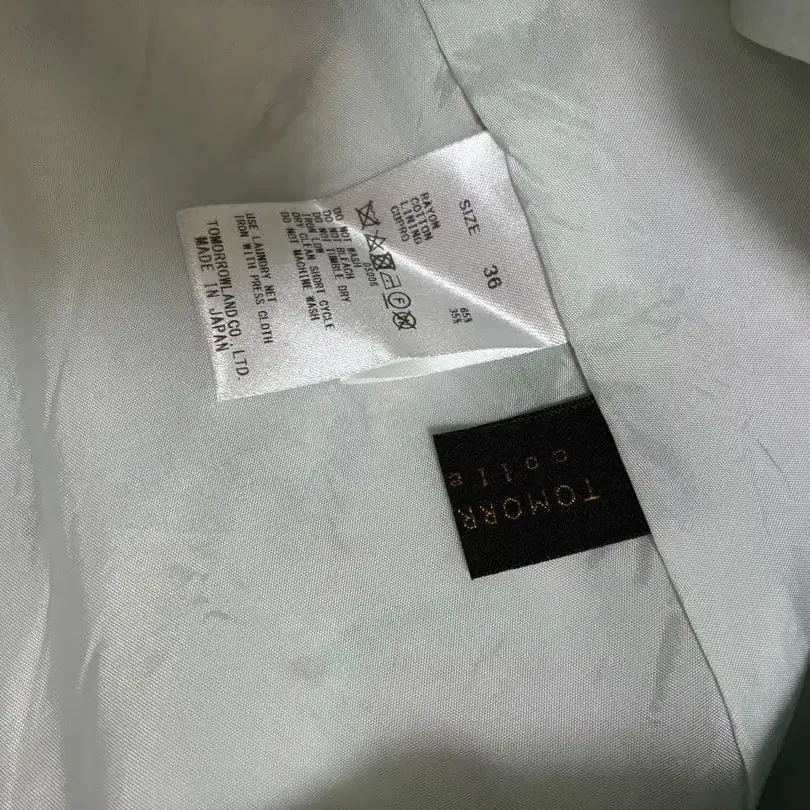 SIZE 36
RAYON 65%
COTTON 35%
LINING
CUPRO
DS006
DO NOT WASH
DO NOT BLEACH
DO NOT TUMBLE DRY
IRON LOW
DRY CLEAN SHORT CYCLE
DO NOT MACHINE WASH
USE LAUNDRY NET
IRON WITH PRESS CLOTH
TOMORROWLAND CO LTD.
MADE IN JAPAN
TOMORR
colle